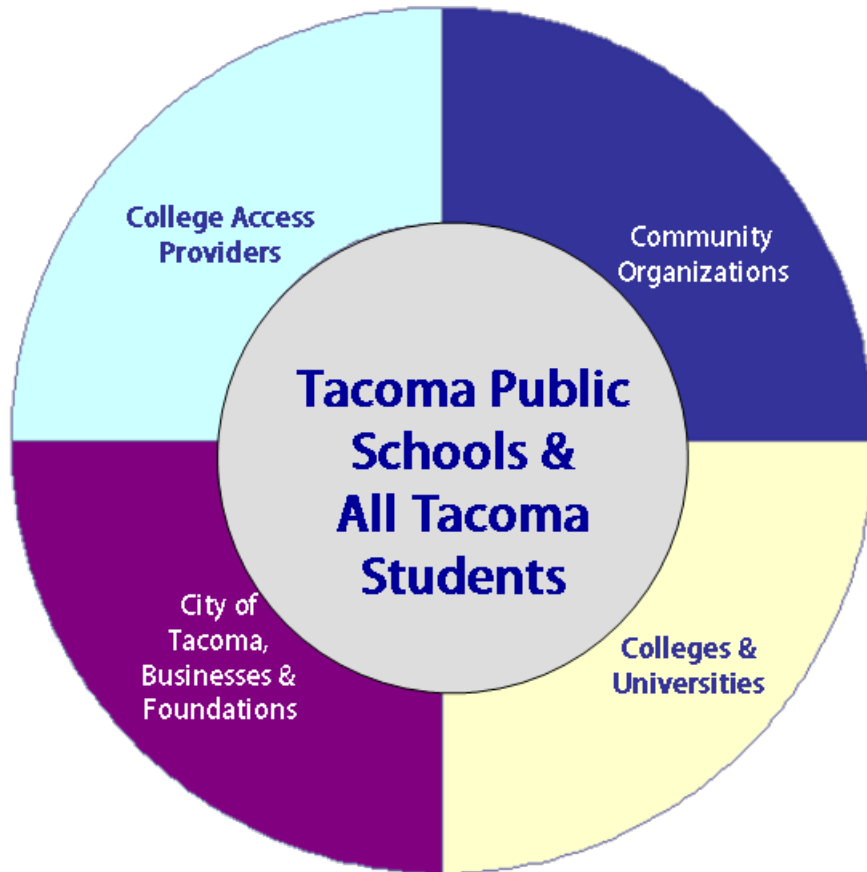 College Access
Providers
Community
Organizations
Tacoma Public
Schools &
All Tacoma
Students
City of
Tacoma,
Businesses &
Foundations
Colleges &
Universities